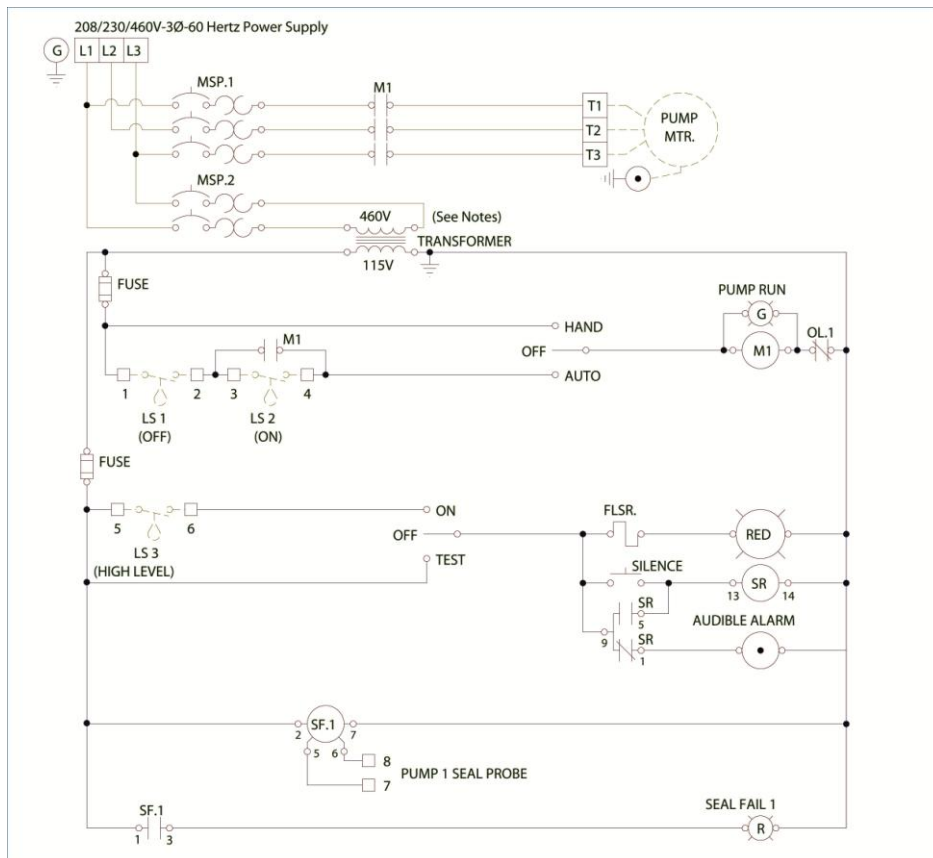 208/230/460V-3Ø-60 Hertz Power Supply
G L1 L2 L3
MSP.1
M1
T1
T2
T3
PUMP
MTR.
MSP.2
460V
(See Notes)
TRANSFORMER
115V
FUSE
PUMP RUN
G
HAND
OL.1
M1
OFF
M1
AUTO
1 2 3 4
LS 1
(OFF)
LS 2
(ON)
FUSE
ON
FLSR.
5 6
OFF
RED
LS 3
(HIGH LEVEL)
TEST
SILENCE
SR
13 14
SR
5
AUDIBLE ALARM
9
SR
1
SF.1
2 7
5 6
8
PUMP 1 SEAL PROBE
7
SF.1
SEAL FAIL 1
1 3
R